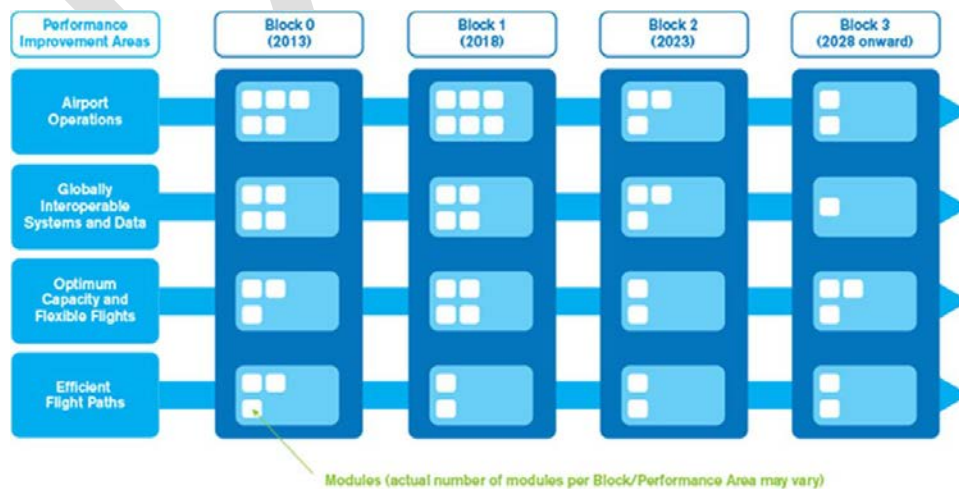 Performance
Improvement Areas
Block 0
(2013)
Block 1
(2018)
Block 2
(2023)
Block 3
(2028 onward)
Airport
Operations
Globally
Interoperable
Systems and Data
Optimum
Capacity and
Flexible Flights
Efficient
Flight Paths
Modules (actual number of modules per Block/Performance Area may vary)